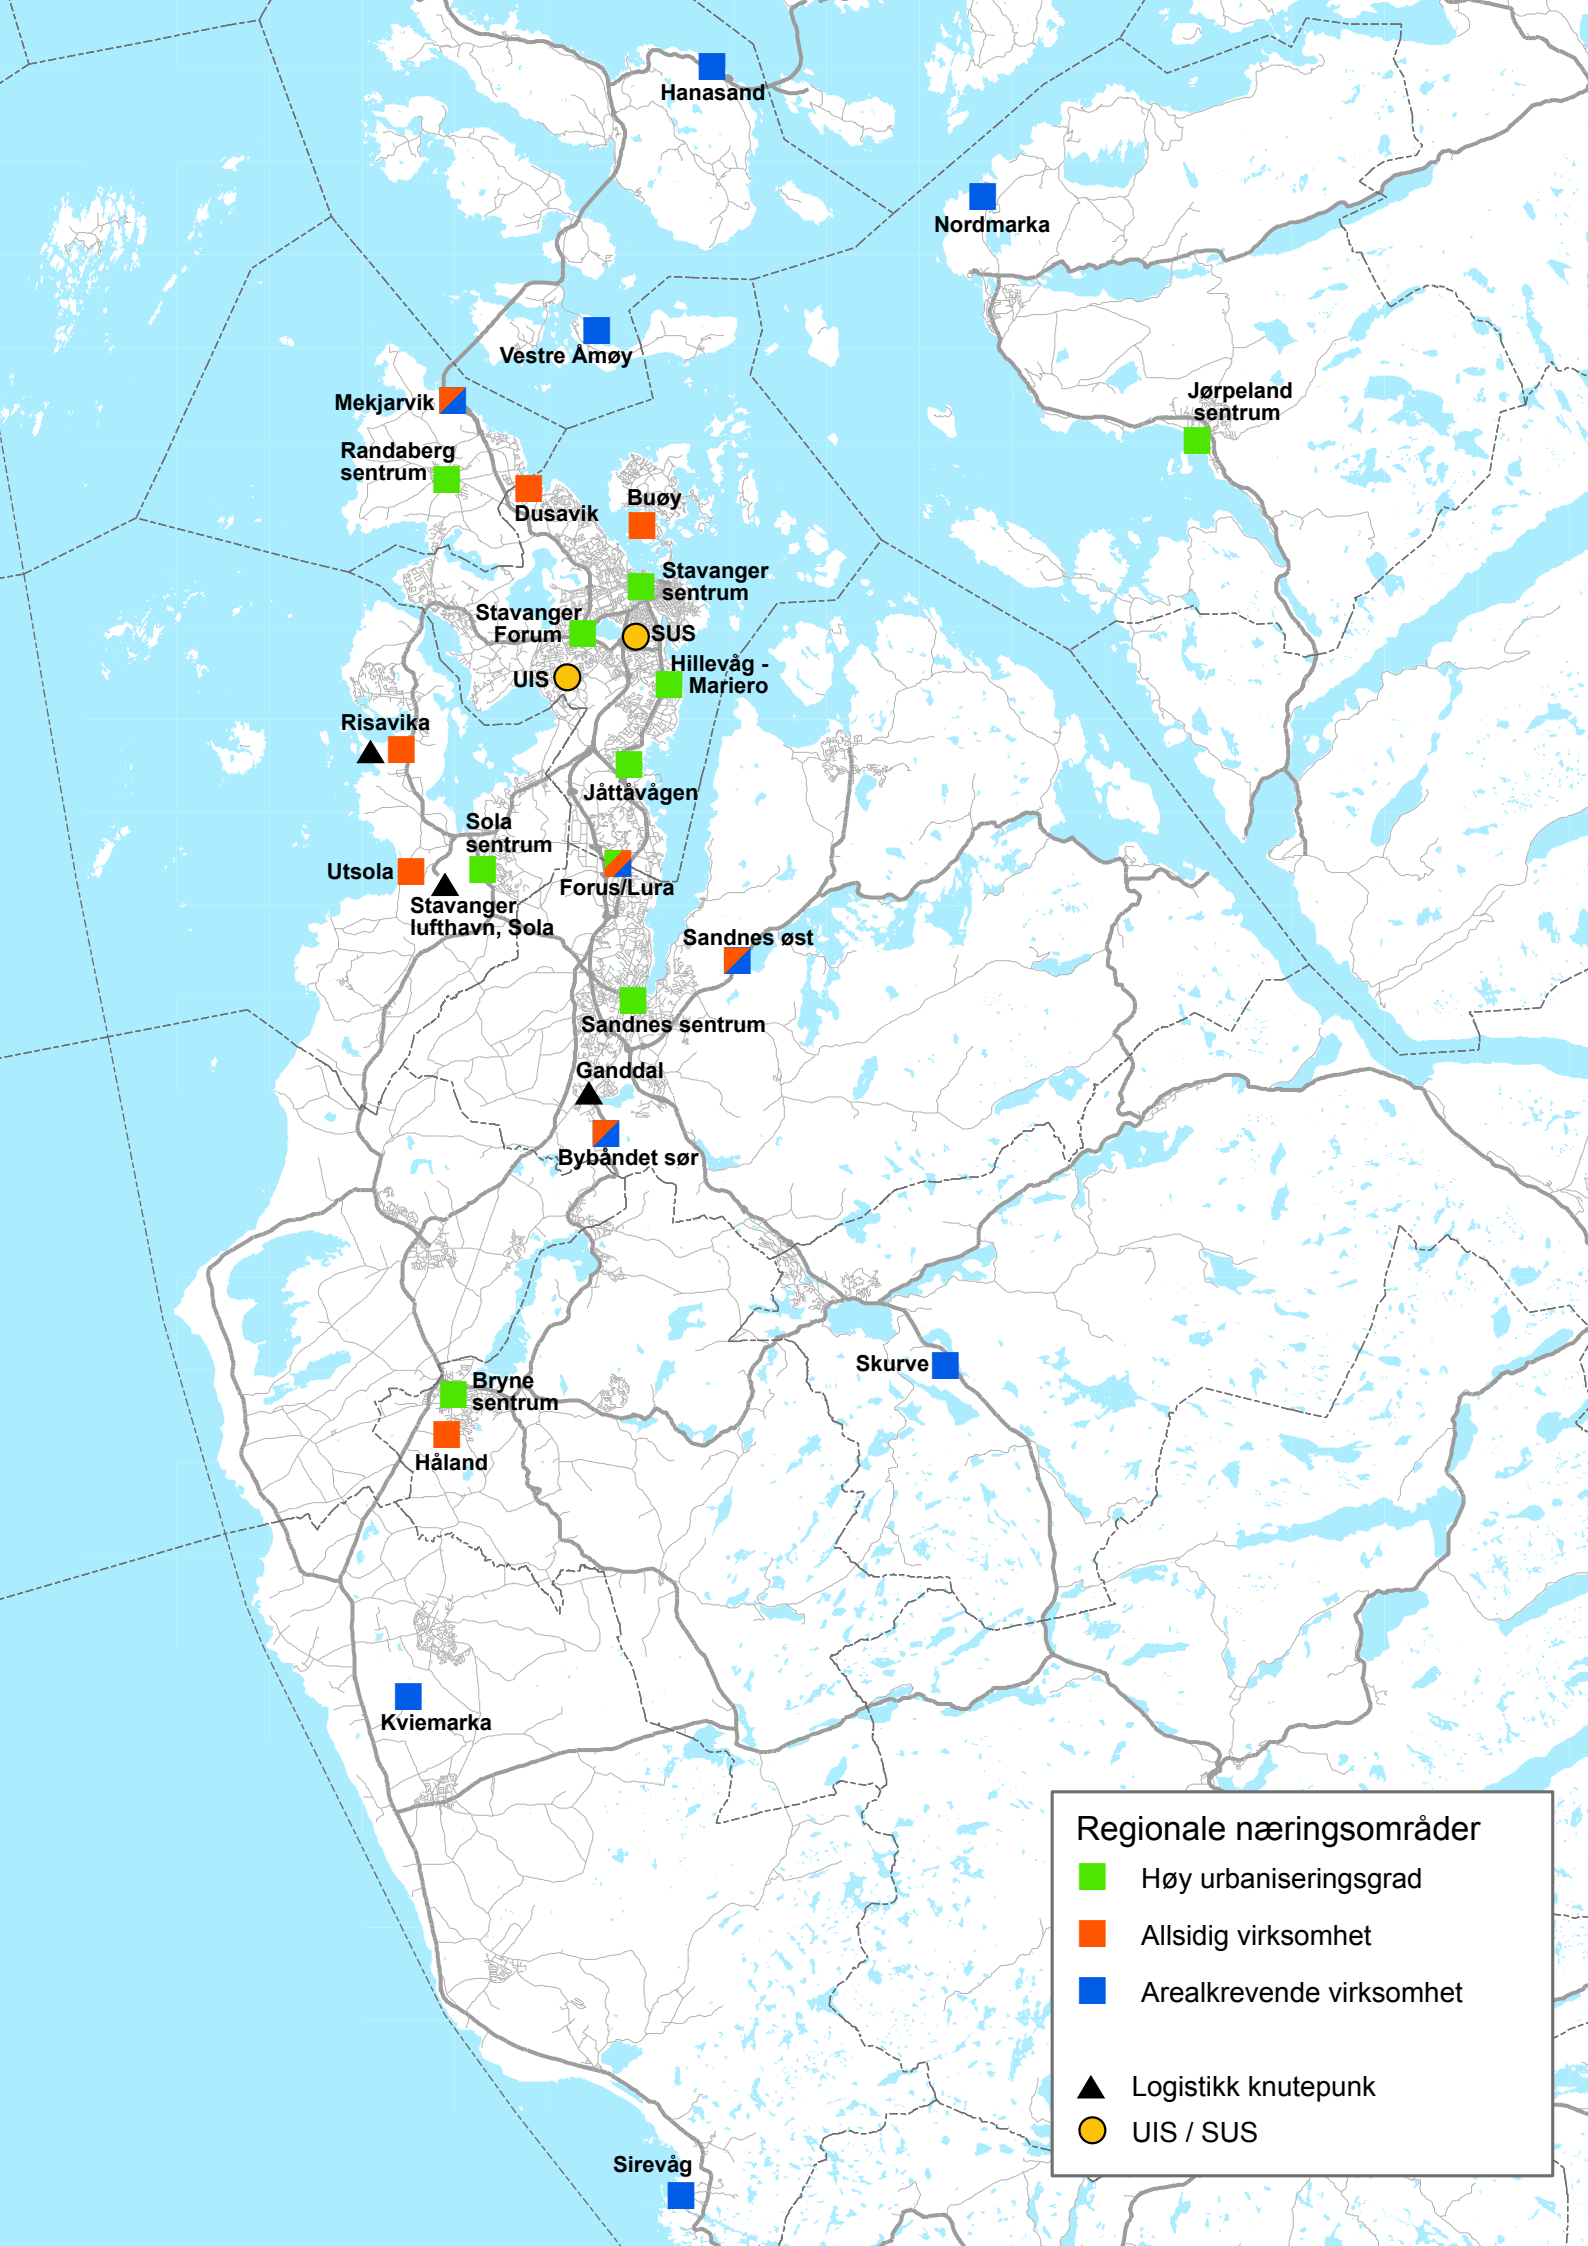 Hanasand
Nordmarka
Vestre Åmøy
Mekjarvik
Jørpeland
sentrum
Randaberg
sentrum
Dusavik
Buøy
Stavanger
sentrum
Stavanger
Forum
SUS
UIS
Hillevåg -
Mariero
Risavika
Jåttåvågen
Sola
sentrum
Utsola
Forus/Lura
Stavanger
lufthavn, Sola
Sandnes øst
Sandnes sentrum
Ganddal
Bybåndet sør
Skurve
Bryne
sentrum
Håland
Kviemarka
Sirevåg
Regionale næringsområder
Høy urbaniseringsgrad
Allsidig virksomhet
Arealkrevende virksomhet
Logistikk knutepunk
UIS / SUS